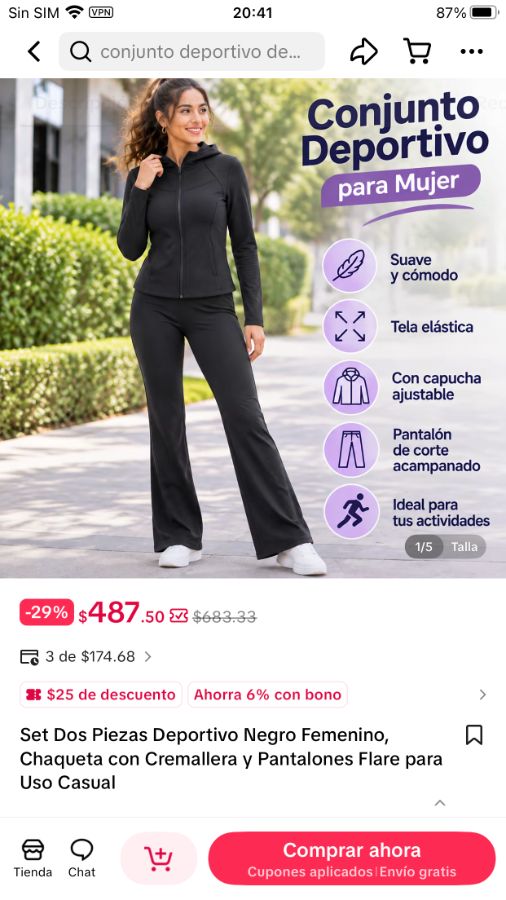 Sin SIM VPN 20:41 87%
conjunto deportivo de...
Conjunto
Deportivo
para Mujer
Suave
y cómodo
Tela elástica
Con capucha
ajustable
Pantalón
de corte
acampanado
Ideal para
tus actividades
1/5 Talla
-29% $487.50 $683.33
3 de $174.68
$25 de descuento Ahorra 6% con bono
Set Dos Piezas Deportivo Negro Femenino,
Chaqueta con Cremallera y Pantalones Flare para
Uso Casual
Tienda Chat
Comprar ahora
Cupones aplicados | Envío gratis